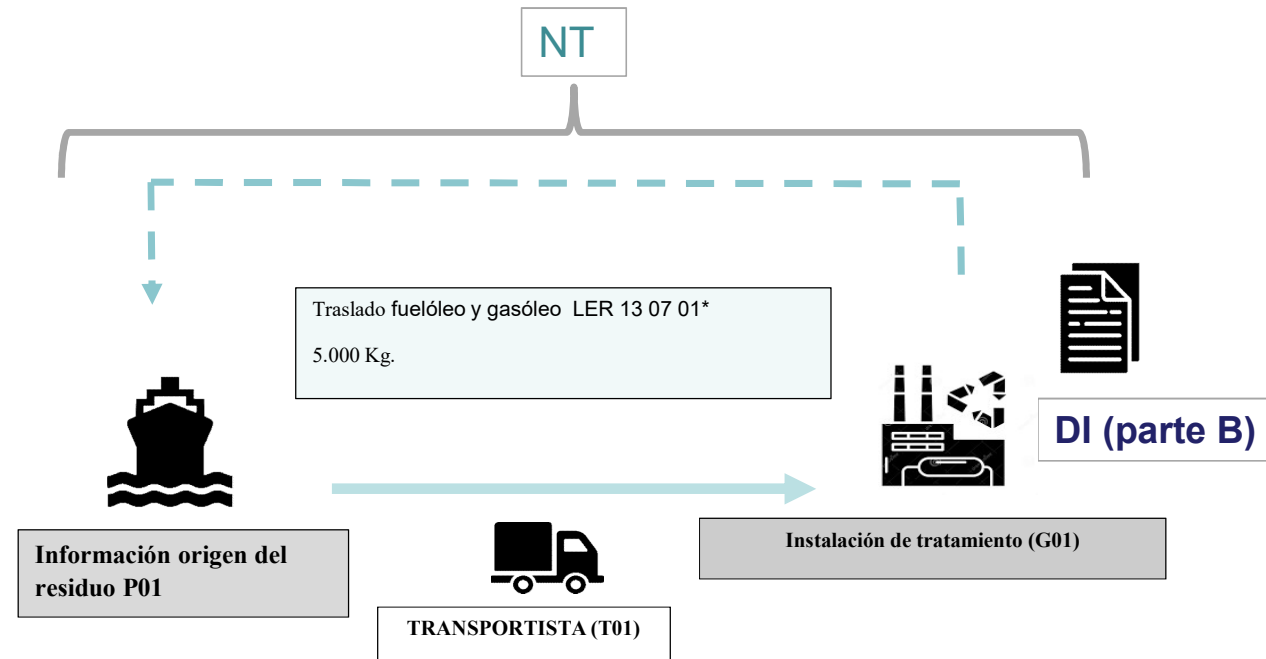 NT
Traslado fuelóleo y gasóleo LER 13 07 01*
5.000 Kg.
DI (parte B)
Información origen del
residuo P01
Instalación de tratamiento (G01)
TRANSPORTISTA (T01)